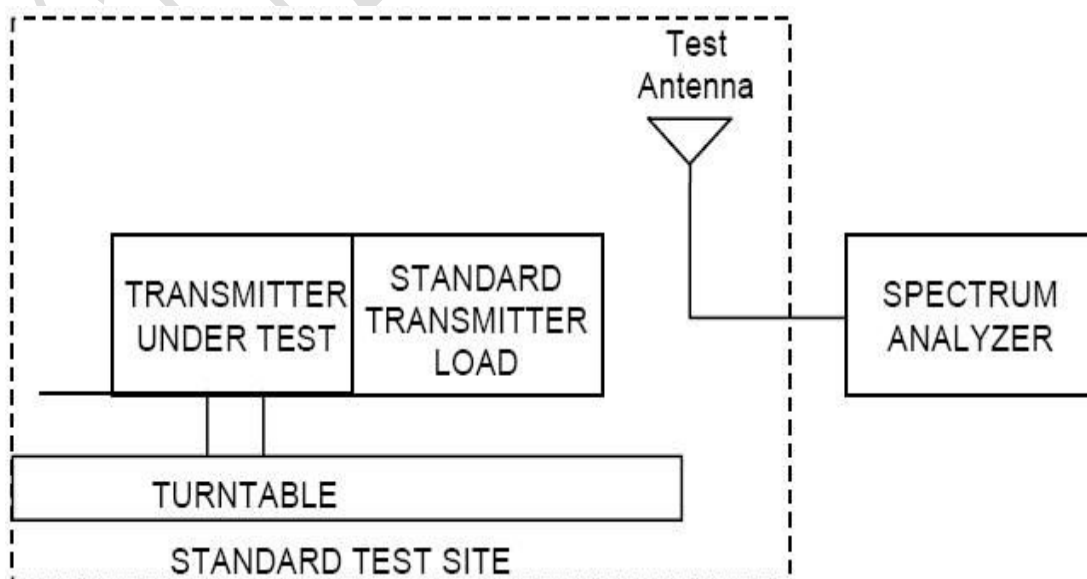 Test
Antenna
TRANSMITTER
UNDER TEST
STANDARD
TRANSMITTER
LOAD
SPECTRUM
ANALYZER
TURNTABLE
STANDARD TEST SITE